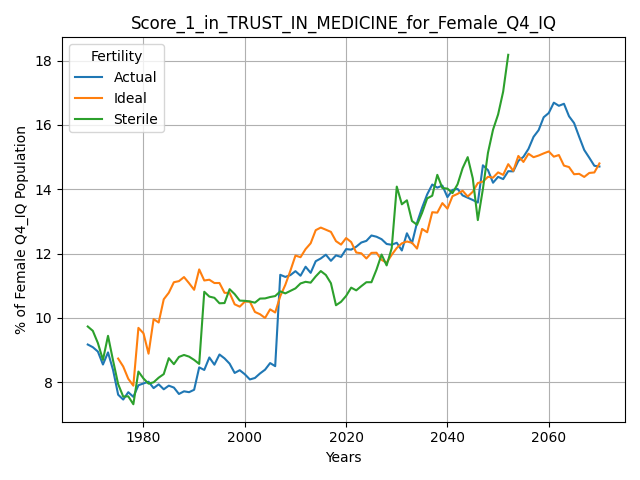 Score_1_in_TRUST_IN_MEDICINE_for_Female_Q4_IQ
Fertility
Actual
Ideal
Sterile
% of Female Q4_IQ Population
18
16
14
12
10
8
1980
2000
2020
2040
2060
Years